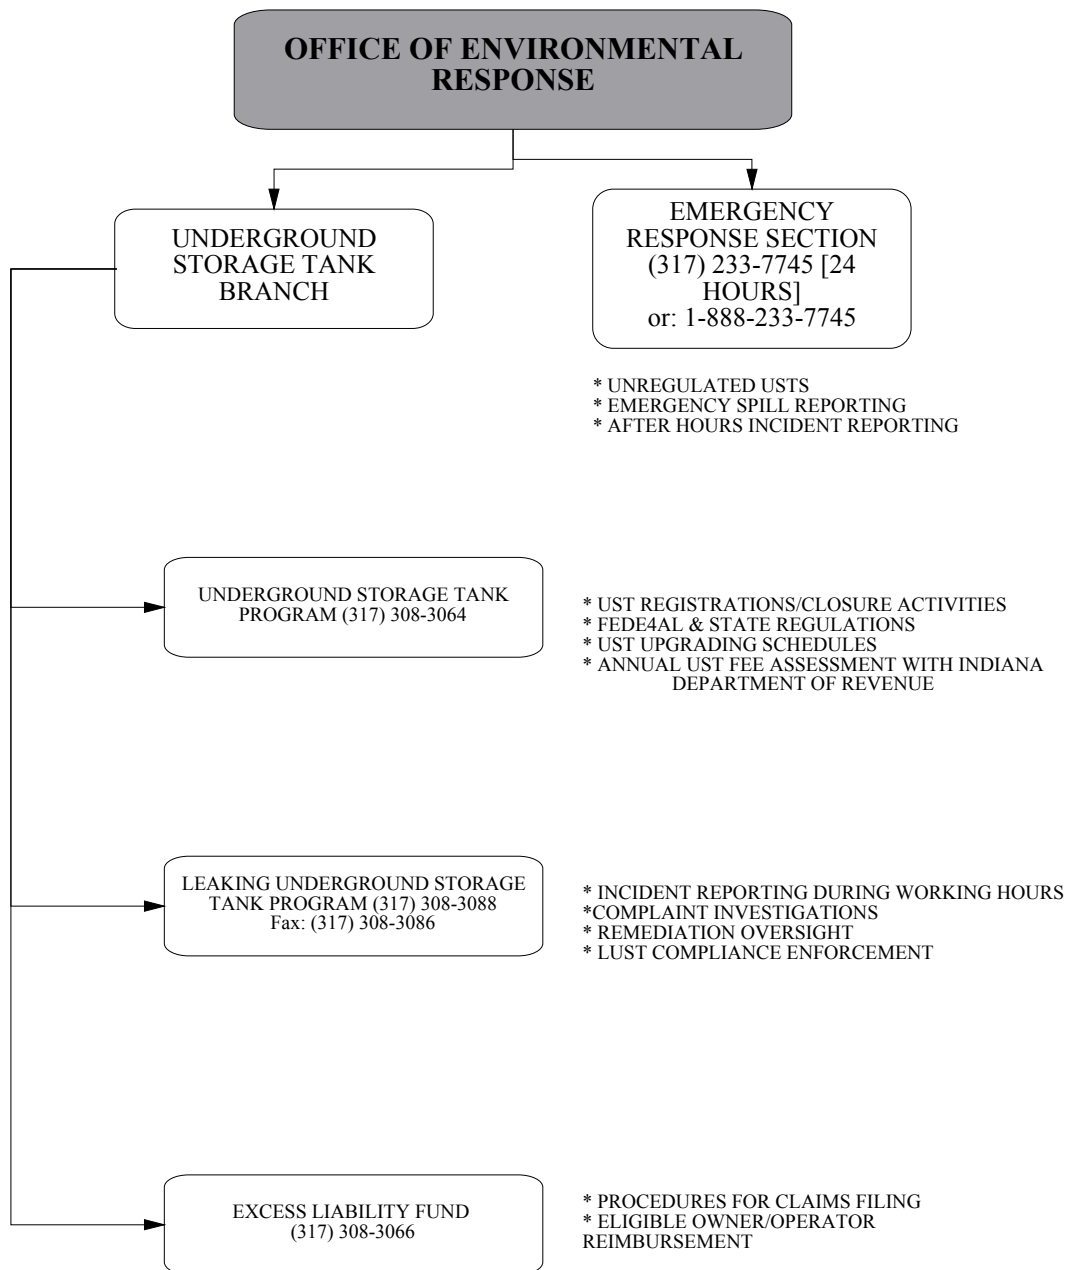 OFFICE OF ENVIRONMENTAL
RESPONSE
UNDERGROUND
STORAGE TANK
BRANCH
EMERGENCY
RESPONSE SECTION
(317) 233-7745 [24
HOURS]
or: 1-888-233-7745
* UNREGULATED USTS
* EMERGENCY SPILL REPORTING
* AFTER HOURS INCIDENT REPORTING
UNDERGROUND STORAGE TANK
PROGRAM (317) 308-3064
* UST REGISTRATIONS/CLOSURE ACTIVITIES
* FEDE4AL & STATE REGULATIONS
* UST UPGRADING SCHEDULES
* ANNUAL UST FEE ASSESSMENT WITH INDIANA
DEPARTMENT OF REVENUE
LEAKING UNDERGROUND STORAGE
TANK PROGRAM (317) 308-3088
Fax: (317) 308-3086
* INCIDENT REPORTING DURING WORKING HOURS
*COMPLAINT INVESTIGATIONS
* REMEDIATION OVERSIGHT
* LUST COMPLIANCE ENFORCEMENT
EXCESS LIABILITY FUND
(317) 308-3066
* PROCEDURES FOR CLAIMS FILING
* ELIGIBLE OWNER/OPERATOR
REIMBURSEMENT